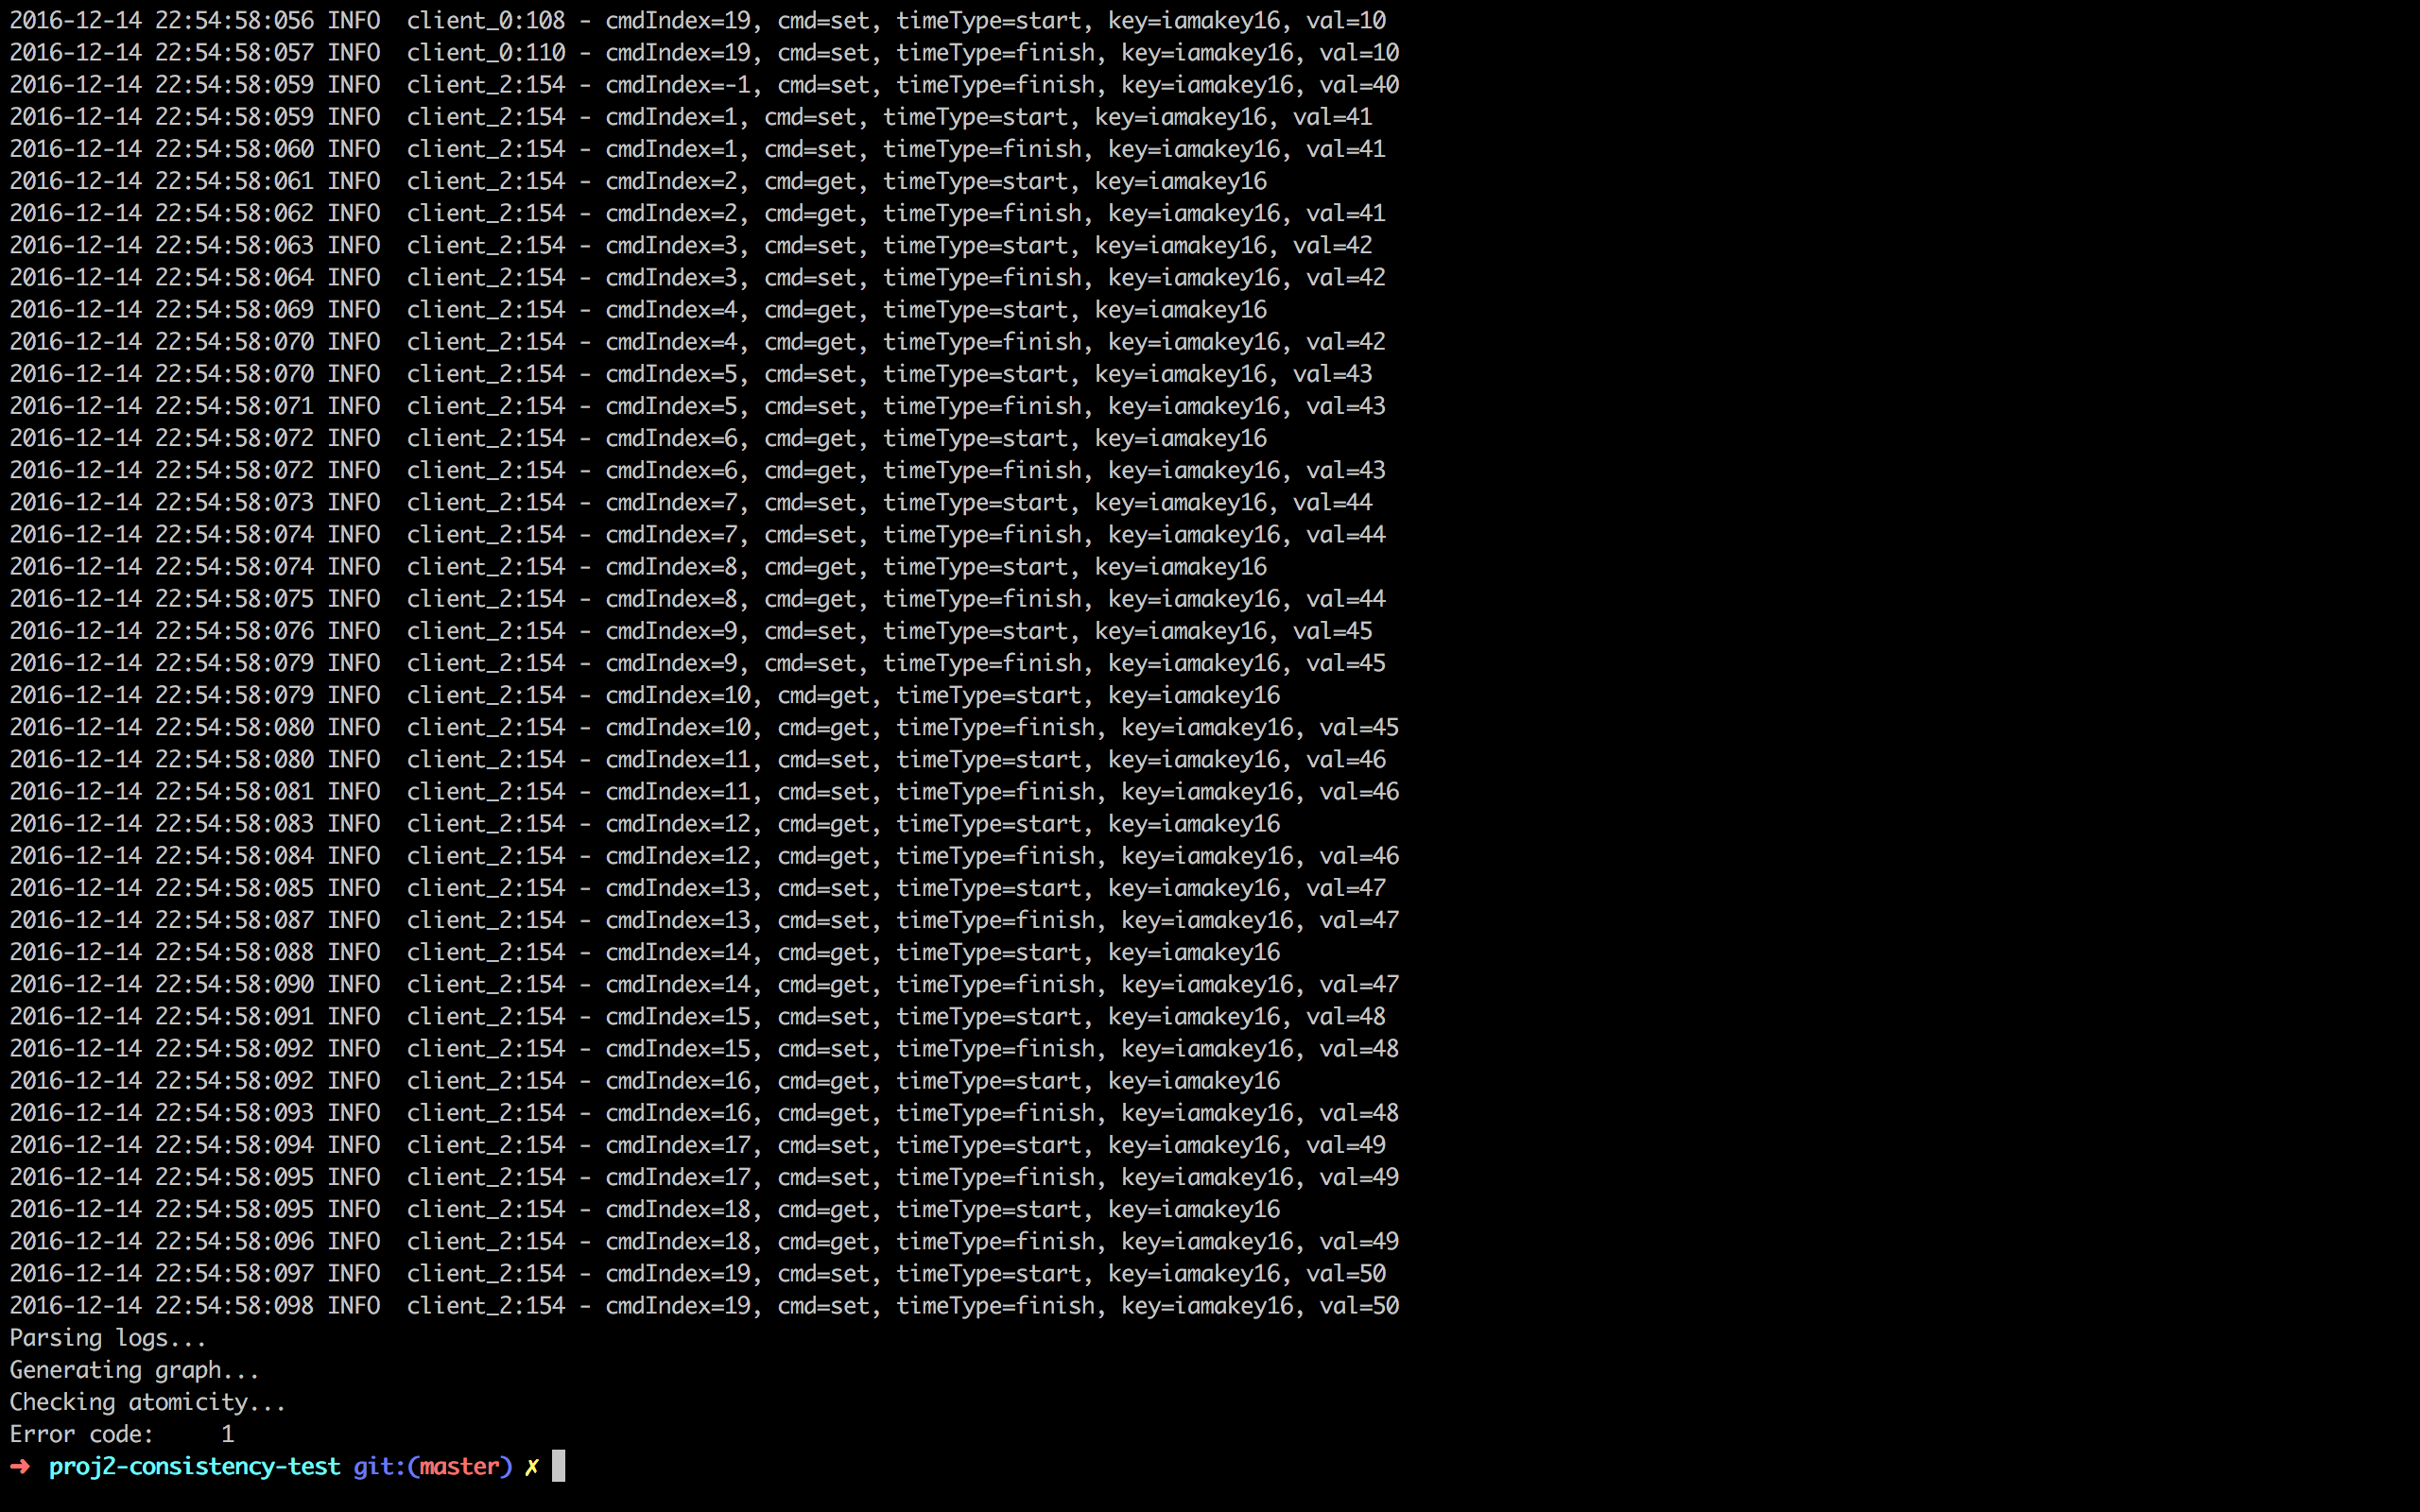 2016-12-14 22:54:58:056 INFO  client_0:108 - cmdIndex=19, cmd=set, timeType=start, key=iamakey16, val=10
2016-12-14 22:54:58:057 INFO  client_0:110 - cmdIndex=19, cmd=set, timeType=finish, key=iamakey16, val=10
2016-12-14 22:54:58:059 INFO  client_2:154 - cmdIndex=-1, cmd=set, timeType=finish, key=iamakey16, val=40
2016-12-14 22:54:58:059 INFO  client_2:154 - cmdIndex=1, cmd=set, timeType=start, key=iamakey16, val=41
2016-12-14 22:54:58:060 INFO  client_2:154 - cmdIndex=1, cmd=set, timeType=finish, key=iamakey16, val=41
2016-12-14 22:54:58:061 INFO  client_2:154 - cmdIndex=2, cmd=get, timeType=start, key=iamakey16
2016-12-14 22:54:58:062 INFO  client_2:154 - cmdIndex=2, cmd=get, timeType=finish, key=iamakey16, val=41
2016-12-14 22:54:58:063 INFO  client_2:154 - cmdIndex=3, cmd=set, timeType=start, key=iamakey16, val=42
2016-12-14 22:54:58:064 INFO  client_2:154 - cmdIndex=3, cmd=set, timeType=finish, key=iamakey16, val=42
2016-12-14 22:54:58:069 INFO  client_2:154 - cmdIndex=4, cmd=get, timeType=start, key=iamakey16
2016-12-14 22:54:58:070 INFO  client_2:154 - cmdIndex=4, cmd=get, timeType=finish, key=iamakey16, val=42
2016-12-14 22:54:58:070 INFO  client_2:154 - cmdIndex=5, cmd=set, timeType=start, key=iamakey16, val=43
2016-12-14 22:54:58:071 INFO  client_2:154 - cmdIndex=5, cmd=set, timeType=finish, key=iamakey16, val=43
2016-12-14 22:54:58:072 INFO  client_2:154 - cmdIndex=6, cmd=get, timeType=start, key=iamakey16
2016-12-14 22:54:58:072 INFO  client_2:154 - cmdIndex=6, cmd=get, timeType=finish, key=iamakey16, val=43
2016-12-14 22:54:58:073 INFO  client_2:154 - cmdIndex=7, cmd=set, timeType=start, key=iamakey16, val=44
2016-12-14 22:54:58:074 INFO  client_2:154 - cmdIndex=7, cmd=set, timeType=finish, key=iamakey16, val=44
2016-12-14 22:54:58:074 INFO  client_2:154 - cmdIndex=8, cmd=get, timeType=start, key=iamakey16
2016-12-14 22:54:58:075 INFO  client_2:154 - cmdIndex=8, cmd=get, timeType=finish, key=iamakey16, val=44
2016-12-14 22:54:58:076 INFO  client_2:154 - cmdIndex=9, cmd=set, timeType=start, key=iamakey16, val=45
2016-12-14 22:54:58:079 INFO  client_2:154 - cmdIndex=9, cmd=set, timeType=finish, key=iamakey16, val=45
2016-12-14 22:54:58:079 INFO  client_2:154 - cmdIndex=10, cmd=get, timeType=start, key=iamakey16
2016-12-14 22:54:58:080 INFO  client_2:154 - cmdIndex=10, cmd=get, timeType=finish, key=iamakey16, val=45
2016-12-14 22:54:58:080 INFO  client_2:154 - cmdIndex=11, cmd=set, timeType=start, key=iamakey16, val=46
2016-12-14 22:54:58:081 INFO  client_2:154 - cmdIndex=11, cmd=set, timeType=finish, key=iamakey16, val=46
2016-12-14 22:54:58:083 INFO  client_2:154 - cmdIndex=12, cmd=get, timeType=start, key=iamakey16
2016-12-14 22:54:58:084 INFO  client_2:154 - cmdIndex=12, cmd=get, timeType=finish, key=iamakey16, val=46
2016-12-14 22:54:58:085 INFO  client_2:154 - cmdIndex=13, cmd=set, timeType=start, key=iamakey16, val=47
2016-12-14 22:54:58:087 INFO  client_2:154 - cmdIndex=13, cmd=set, timeType=finish, key=iamakey16, val=47
2016-12-14 22:54:58:088 INFO  client_2:154 - cmdIndex=14, cmd=get, timeType=start, key=iamakey16
2016-12-14 22:54:58:090 INFO  client_2:154 - cmdIndex=14, cmd=get, timeType=finish, key=iamakey16, val=47
2016-12-14 22:54:58:091 INFO  client_2:154 - cmdIndex=15, cmd=set, timeType=start, key=iamakey16, val=48
2016-12-14 22:54:58:092 INFO  client_2:154 - cmdIndex=15, cmd=set, timeType=finish, key=iamakey16, val=48
2016-12-14 22:54:58:092 INFO  client_2:154 - cmdIndex=16, cmd=get, timeType=start, key=iamakey16
2016-12-14 22:54:58:093 INFO  client_2:154 - cmdIndex=16, cmd=get, timeType=finish, key=iamakey16, val=48
2016-12-14 22:54:58:094 INFO  client_2:154 - cmdIndex=17, cmd=set, timeType=start, key=iamakey16, val=49
2016-12-14 22:54:58:095 INFO  client_2:154 - cmdIndex=17, cmd=set, timeType=finish, key=iamakey16, val=49
2016-12-14 22:54:58:095 INFO  client_2:154 - cmdIndex=18, cmd=get, timeType=start, key=iamakey16
2016-12-14 22:54:58:096 INFO  client_2:154 - cmdIndex=18, cmd=get, timeType=finish, key=iamakey16, val=49
2016-12-14 22:54:58:097 INFO  client_2:154 - cmdIndex=19, cmd=set, timeType=start, key=iamakey16, val=50
2016-12-14 22:54:58:098 INFO  client_2:154 - cmdIndex=19, cmd=set, timeType=finish, key=iamakey16, val=50
Parsing logs...
Generating graph...
Checking atomicity...
Error code:     1
➜  proj2-consistency-test git:(master) ✗